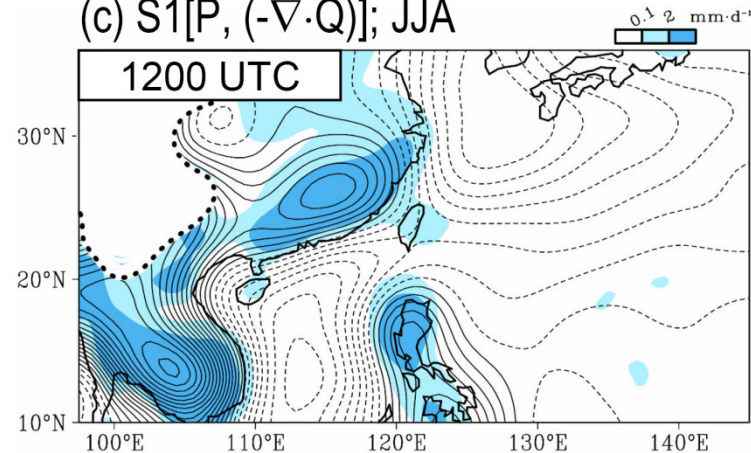 (c) S1[P, (-∇·Q)]; JJA
0.1 2 mm·d⁻¹
1200 UTC
30°N
20°N
10°N
100°E 110°E 120°E 130°E 140°E